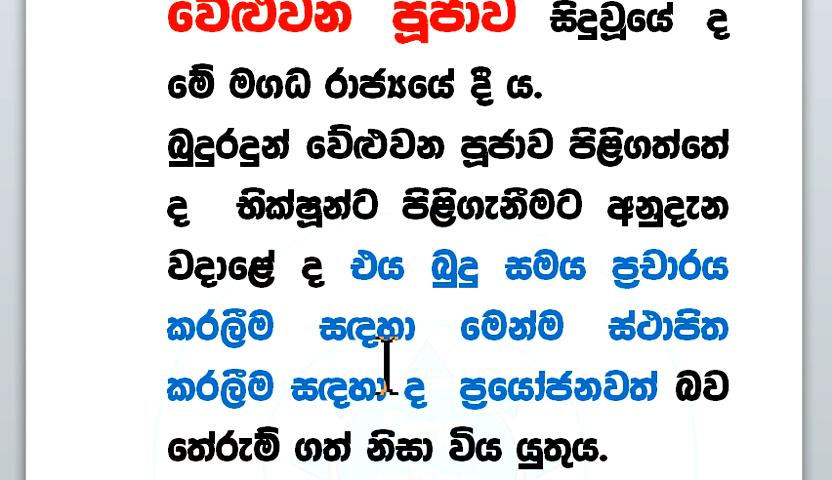 වේළුවන පූජාව සිදුවූයේ ද
මේ මගධ රාජ්‍යයේ දී ය.
බුදුරදුන් වේළුවන පූජාව පිළිගත්තේ
ද භික්ෂූන්ට පිළිගැනීමට අනුදැන
වදාළේ ද එය බුදු සමය ප්‍රචාරය
කරලීම සඳහා මෙන්ම ස්ථාපිත
කරලීම සඳහා ද ප්‍රයෝජනවත් බව
තේරුම් ගත් නිසා විය යුතුය.